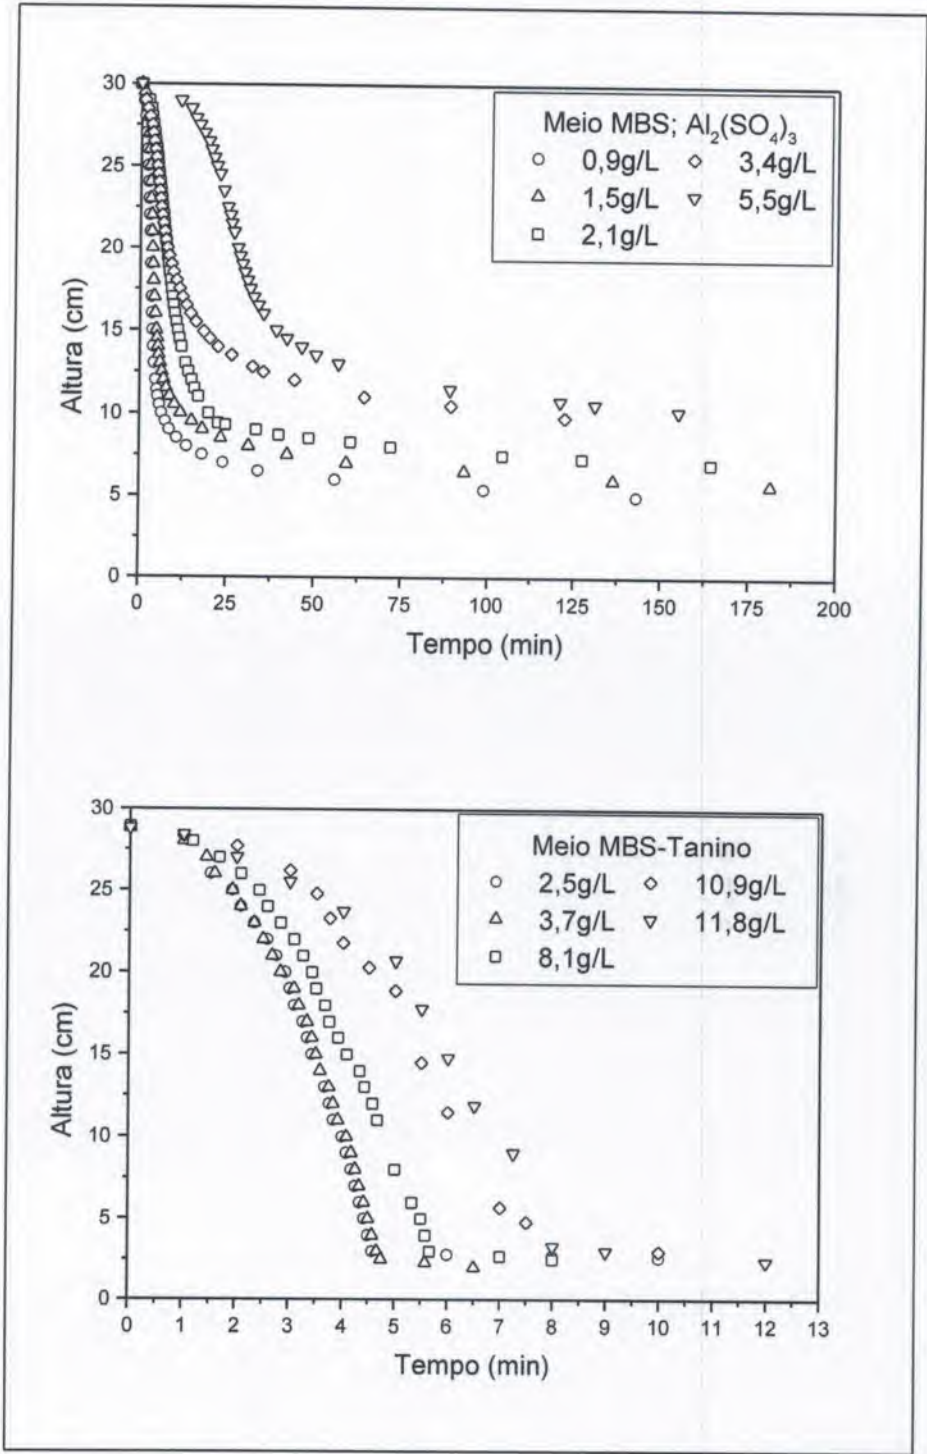 30
25
20
15
10
5
0
Altura (cm)
Meio MBS; Al₂(SO₄)₃
0,9g/L 3,4g/L
1,5g/L 5,5g/L
2,1g/L
0 25 50 75 100 125 150 175 200
Tempo (min)
30
25
20
15
10
5
0
Altura (cm)
Meio MBS-Tanino
2,5g/L 10,9g/L
3,7g/L 11,8g/L
8,1g/L
0 1 2 3 4 5 6 7 8 9 10 11 12 13
Tempo (min)